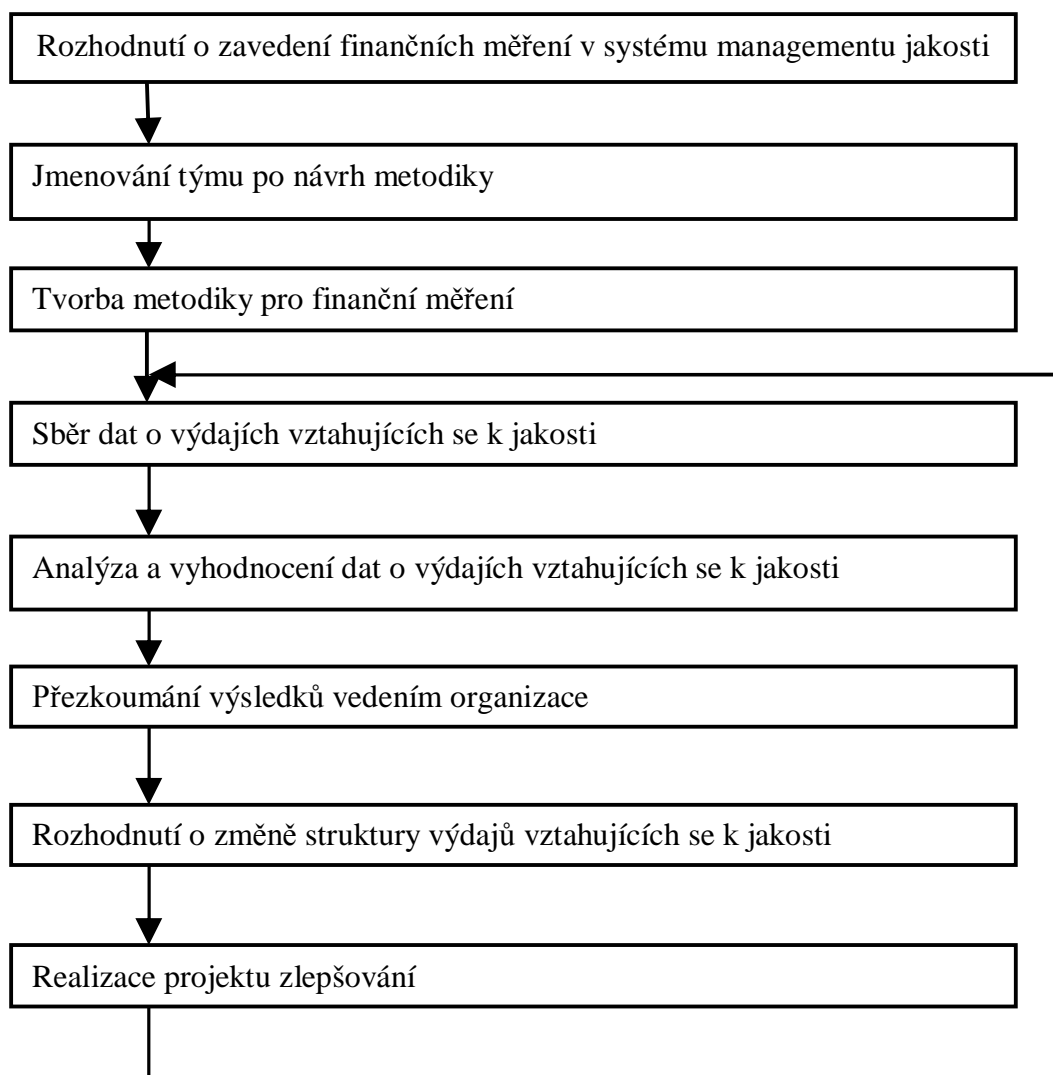 Rozhodnutí o zavedení finančních měření v systému managementu jakosti
Jmenování týmu po návrh metodiky
Tvorba metodiky pro finanční měření
Sběr dat o výdajích vztahujících se k jakosti
Analýza a vyhodnocení dat o výdajích vztahujících se k jakosti
Přezkoumání výsledků vedením organizace
Rozhodnutí o změně struktury výdajů vztahujících se k jakosti
Realizace projektu zlepšování